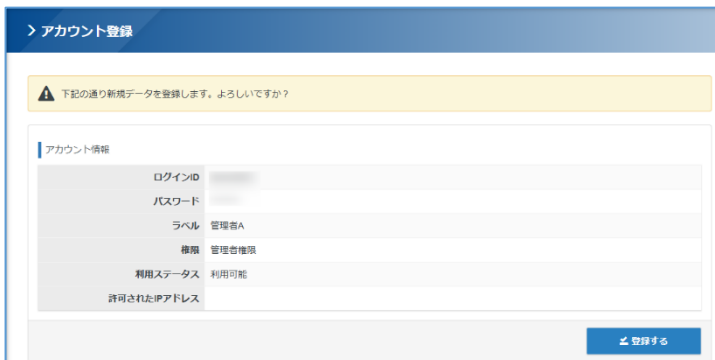 アカウント登録
下記の通り新規データを登録します。よろしいですか？
アカウント情報
ログインID
パスワード
ラベル 管理者A
権限 管理者権限
利用ステータス 利用可能
許可されたIPアドレス
登録する